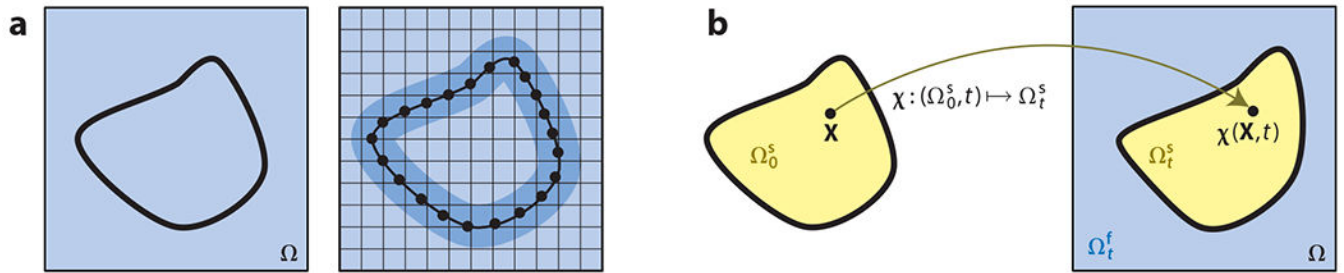 a
Ω
b
Ω₀ˢ
X
χ : (Ω₀ˢ, t) ↦ Ωₜˢ
Ωₜˢ
χ(X, t)
Ωₜᶠ
Ω